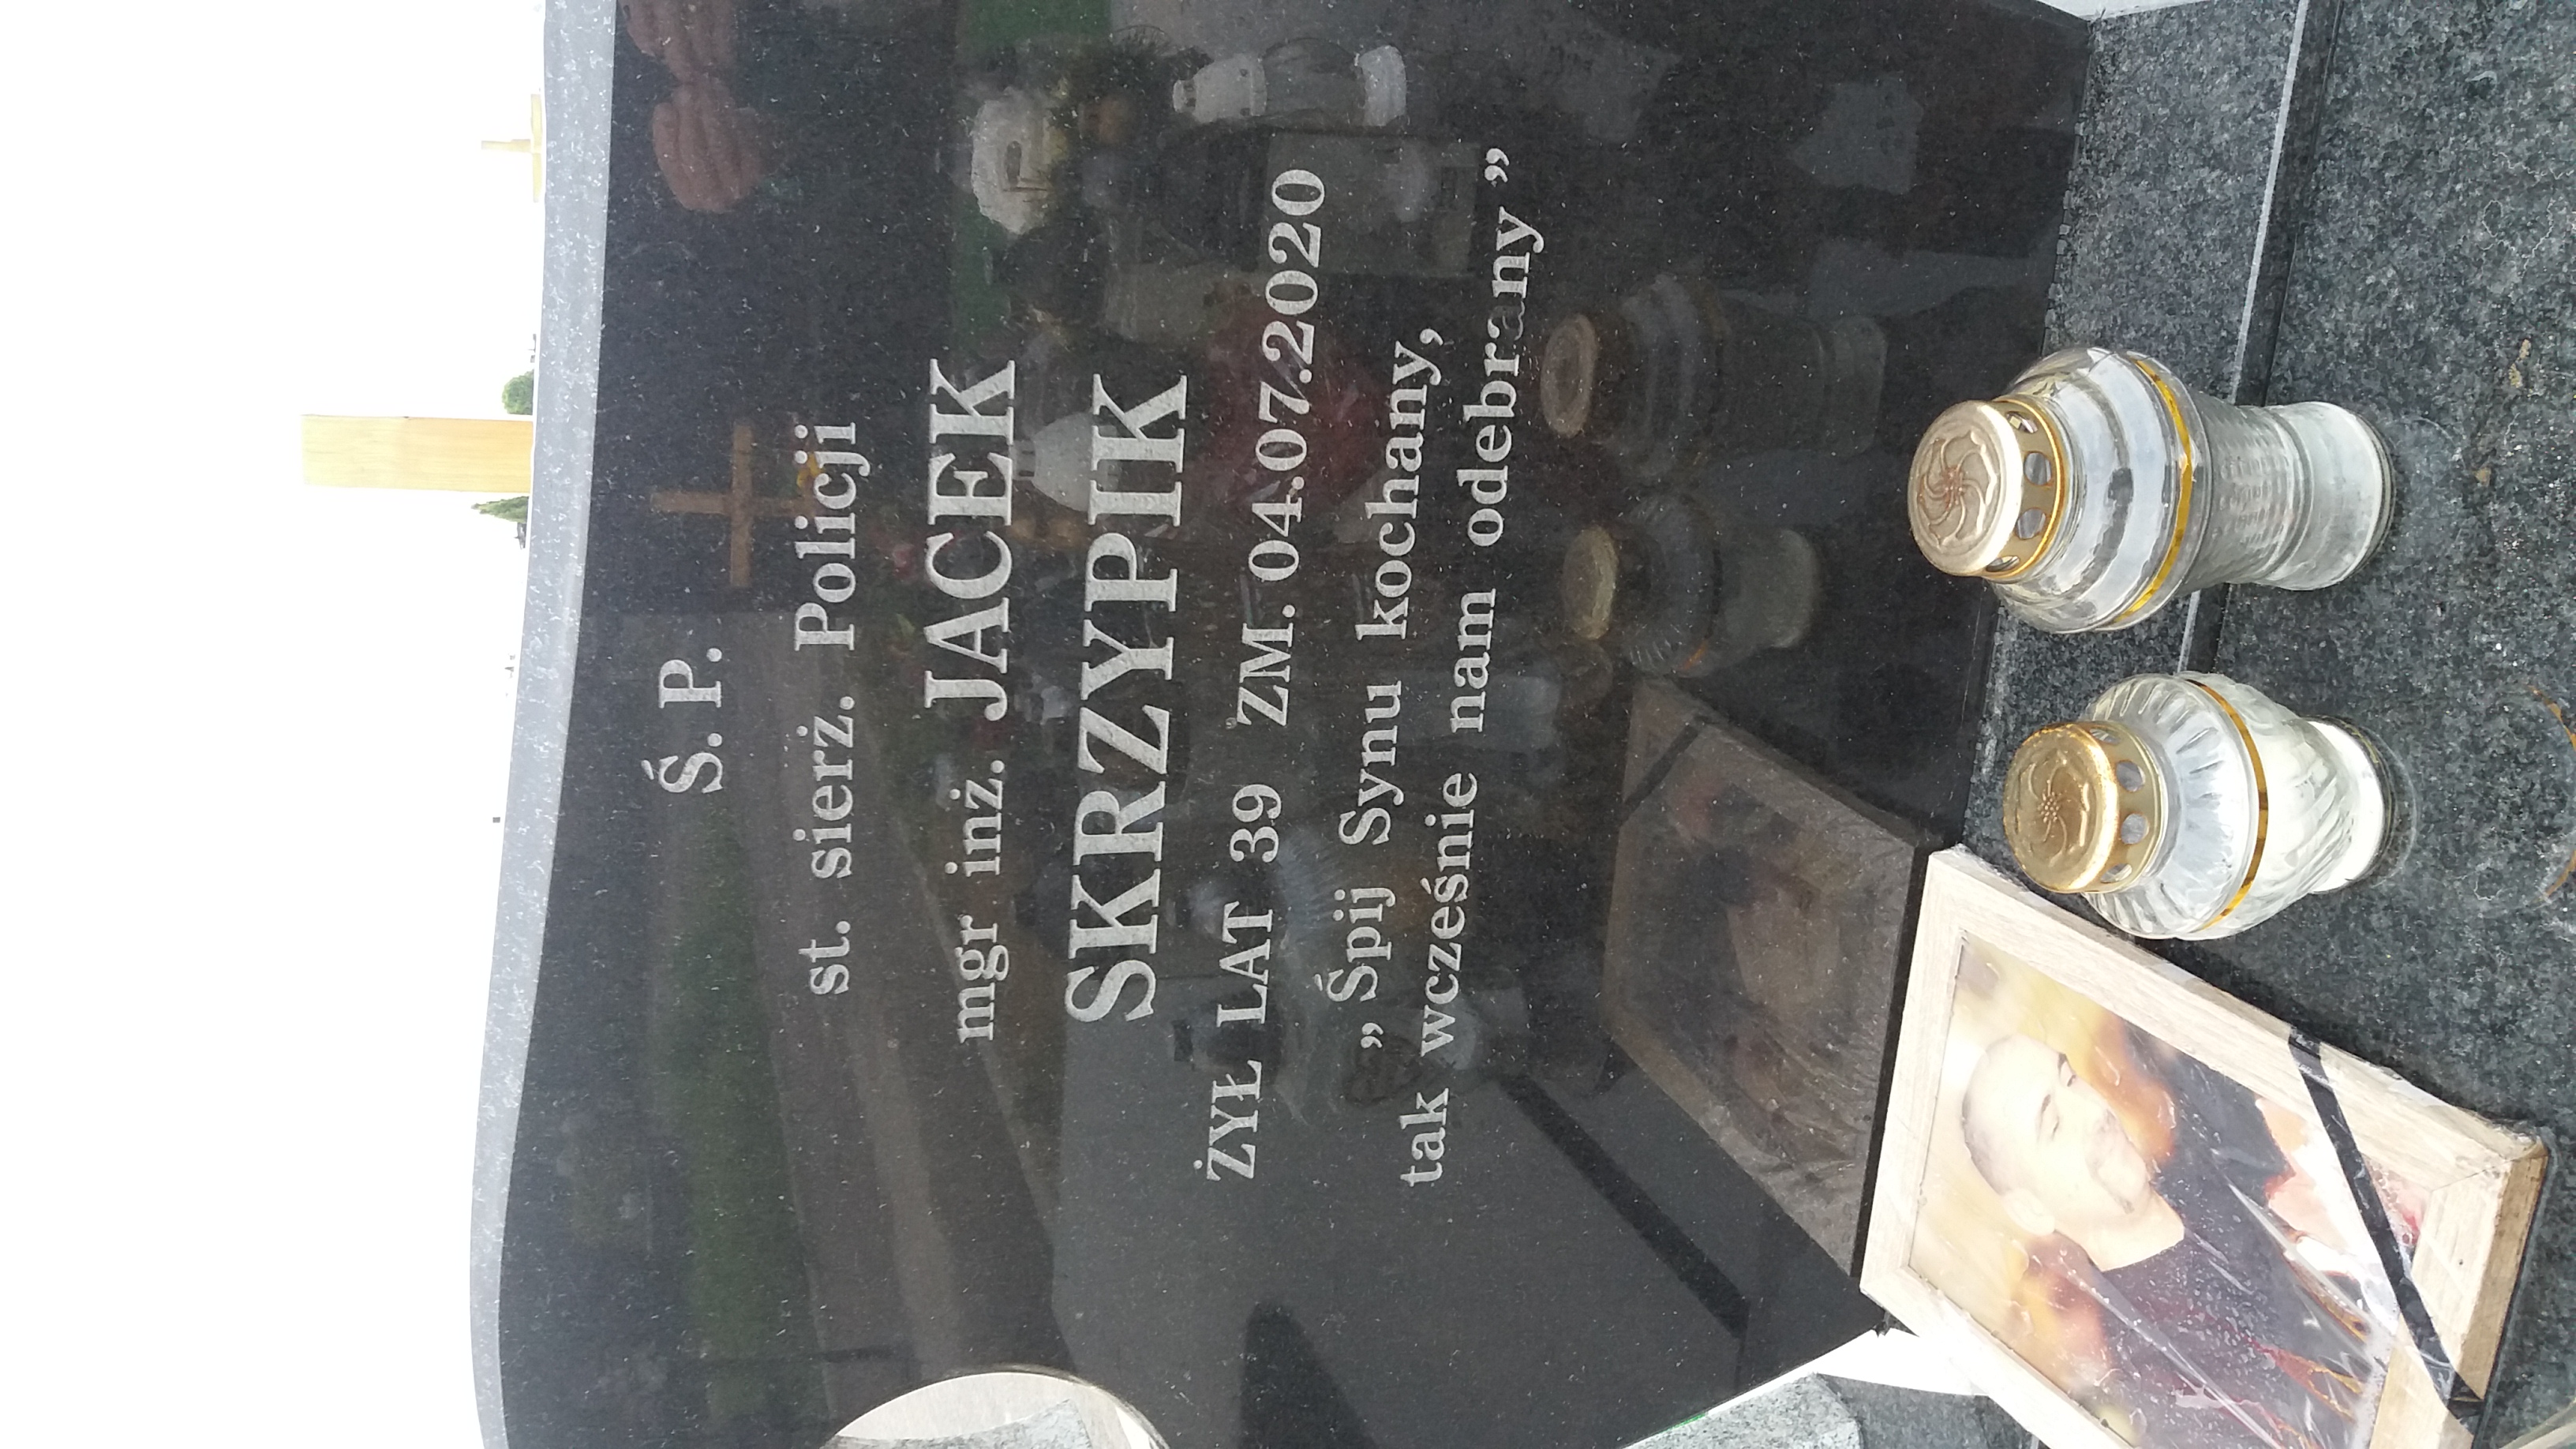 Ś. P.
st. sierż. Policji
mgr inż. JACEK
SKRZYPIK
ŻYŁ LAT 39 ZM. 04.07.2020
„ Śpij Synu kochany,
tak wcześnie nam odebrany ”